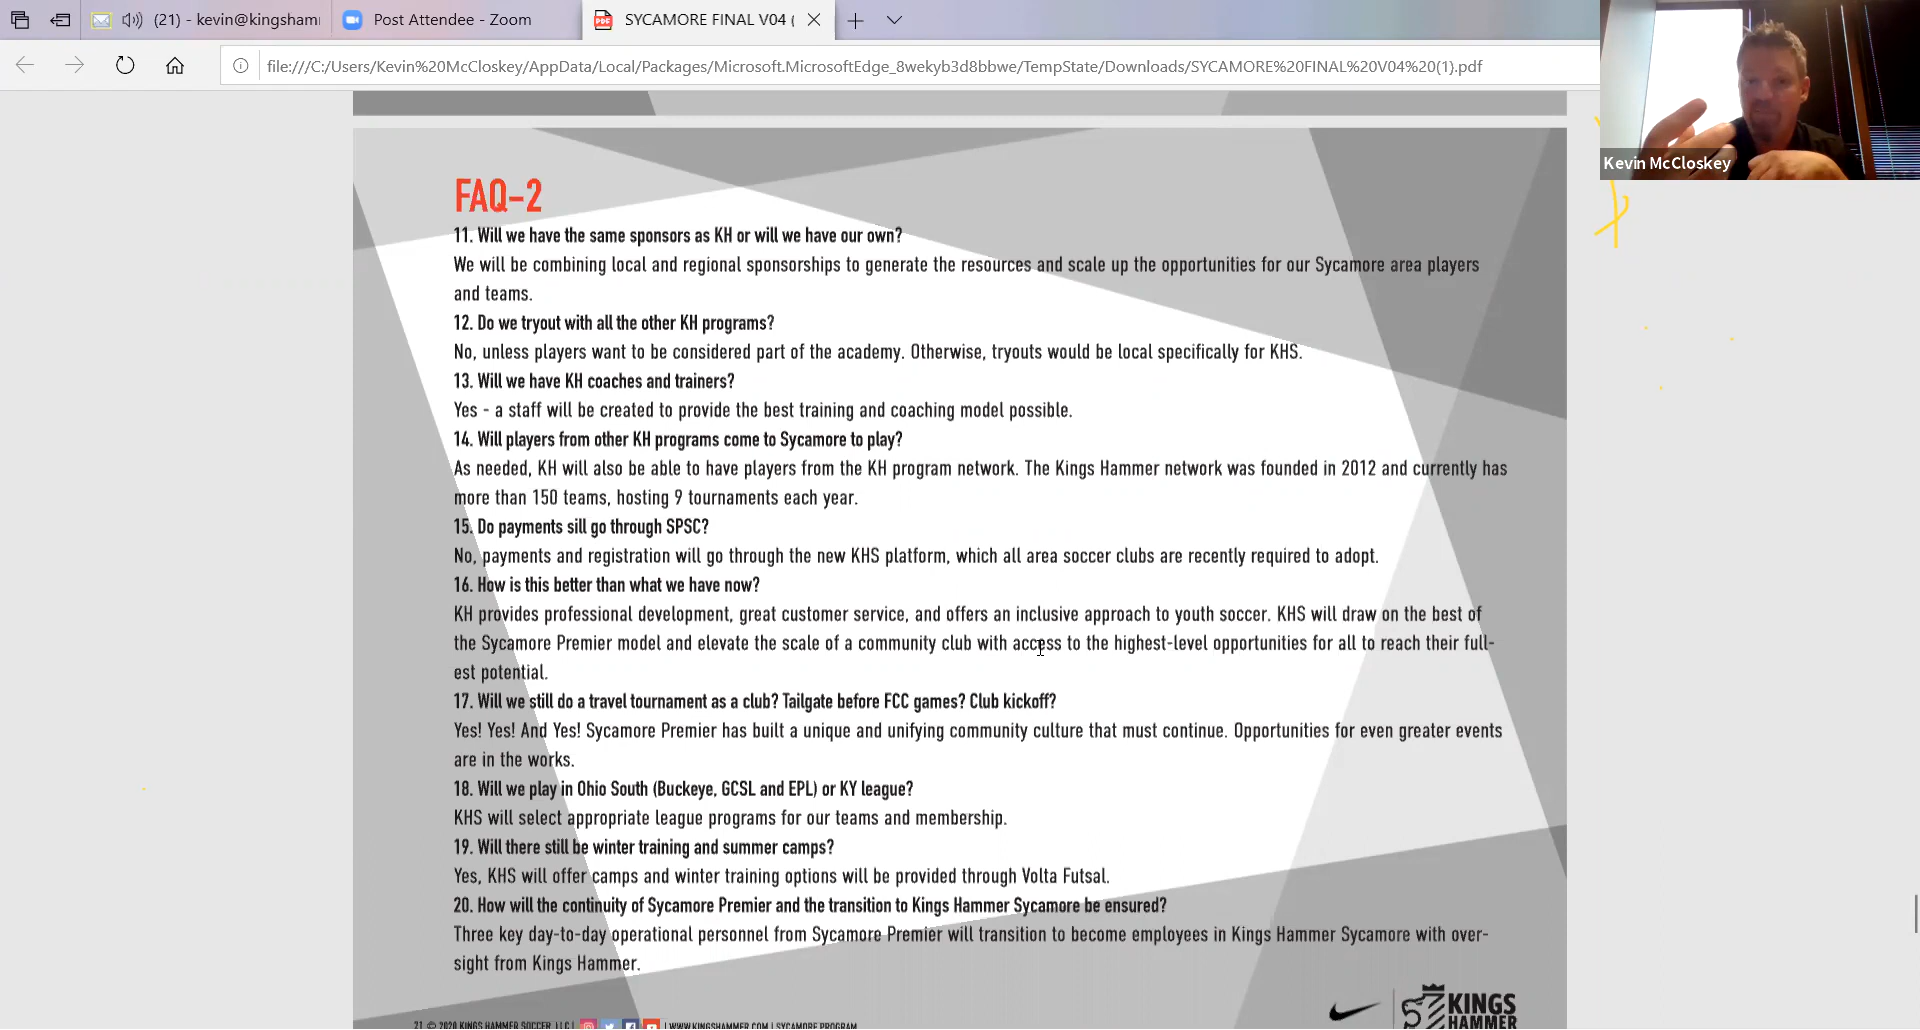 (21) - kevin@kingsham
Post Attendee - Zoom
SYCAMORE FINAL V04 (
file:///C:/Users/Kevin%20McCloskey/AppData/Local/Packages/Microsoft.MicrosoftEdge_8wekyb3d8bbwe/TempState/Downloads/SYCAMORE%20FINAL%20V04%20(1).pdf
Kevin McCloskey
FAQ-2
11. Will we have the same sponsors as KH or will we have our own?
We will be combining local and regional sponsorships to generate the resources and scale up the opportunities for our Sycamore area players
and teams.
12. Do we tryout with all the other KH programs?
No, unless players want to be considered part of the academy. Otherwise, tryouts would be local specifically for KHS.
13. Will we have KH coaches and trainers?
Yes - a staff will be created to provide the best training and coaching model possible.
14. Will players from other KH programs come to Sycamore to play?
As needed, KH will also be able to have players from the KH program network. The Kings Hammer network was founded in 2012 and currently has
more than 150 teams, hosting 9 tournaments each year.
15. Do payments sill go through SPSC?
No, payments and registration will go through the new KHS platform, which all area soccer clubs are recently required to adopt.
16. How is this better than what we have now?
KH provides professional development, great customer service, and offers an inclusive approach to youth soccer. KHS will draw on the best of
the Sycamore Premier model and elevate the scale of a community club with access to the highest-level opportunities for all to reach their full-
est potential.
17. Will we still do a travel tournament as a club? Tailgate before FCC games? Club kickoff?
Yes! Yes! And Yes! Sycamore Premier has built a unique and unifying community culture that must continue. Opportunities for even greater events
are in the works.
18. Will we play in Ohio South (Buckeye, GCSL and EPL) or KY league?
KHS will select appropriate league programs for our teams and membership.
19. Will there still be winter training and summer camps?
Yes, KHS will offer camps and winter training options will be provided through Volta Futsal.
20. How will the continuity of Sycamore Premier and the transition to Kings Hammer Sycamore be ensured?
Three key day-to-day operational personnel from Sycamore Premier will transition to become employees in Kings Hammer Sycamore with over-
sight from Kings Hammer.
21 © 2020 KINGS HAMMER SOCCER, LLC | | WWW.KINGSHAMMER.COM | SYCAMORE PROGRAM
KINGS
HAMMER